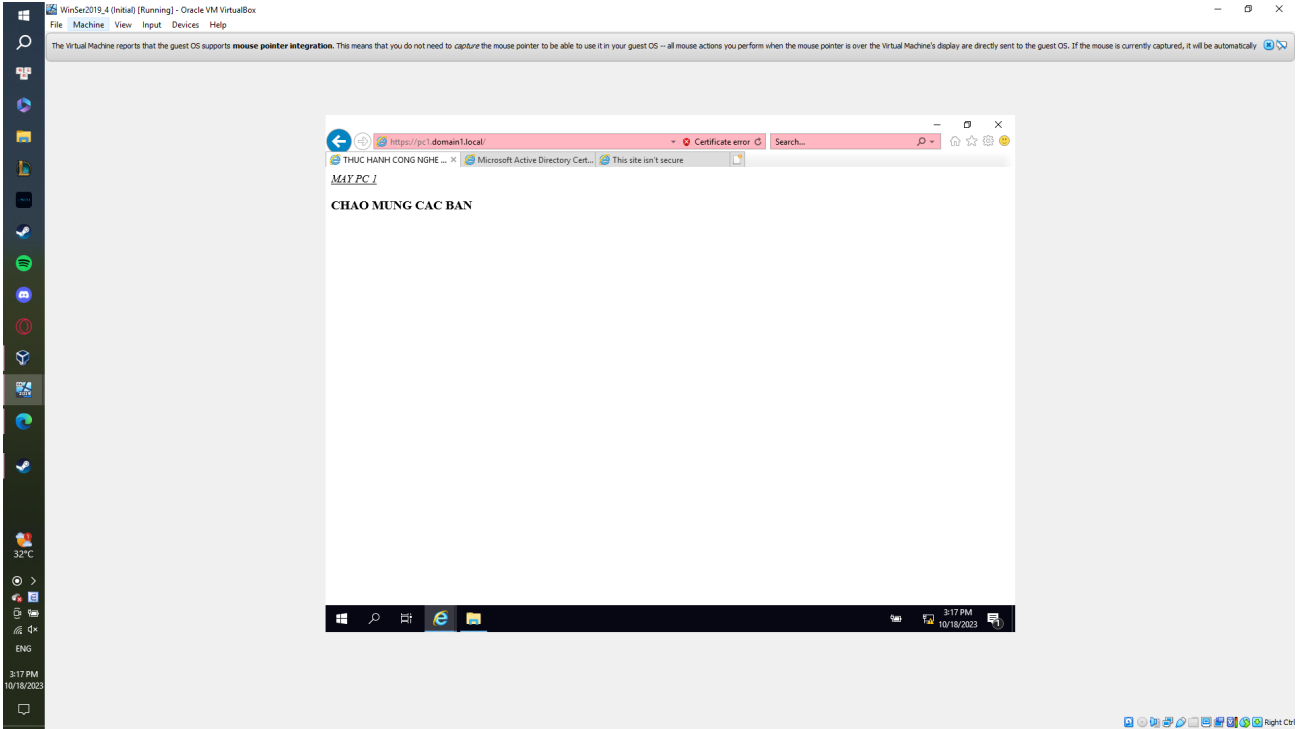 WinSer2019_4 (Initial) [Running] - Oracle VM VirtualBox
File Machine View Input Devices Help
The Virtual Machine reports that the guest OS supports mouse pointer integration. This means that you do not need to capture the mouse pointer to be able to use it in your guest OS -- all mouse actions you perform when the mouse pointer is over the Virtual Machine's display are directly sent to the guest OS. If the mouse is currently captured, it will be automatically
https://pc1.domain1.local/ Certificate error Search...
THUC HANH CONG NGHE ... Microsoft Active Directory Cert... This site isn't secure
MAY PC 1
CHAO MUNG CAC BAN
3:17 PM
10/18/2023
1
32°C
ENG
3:17 PM
10/18/2023
Right Ctrl